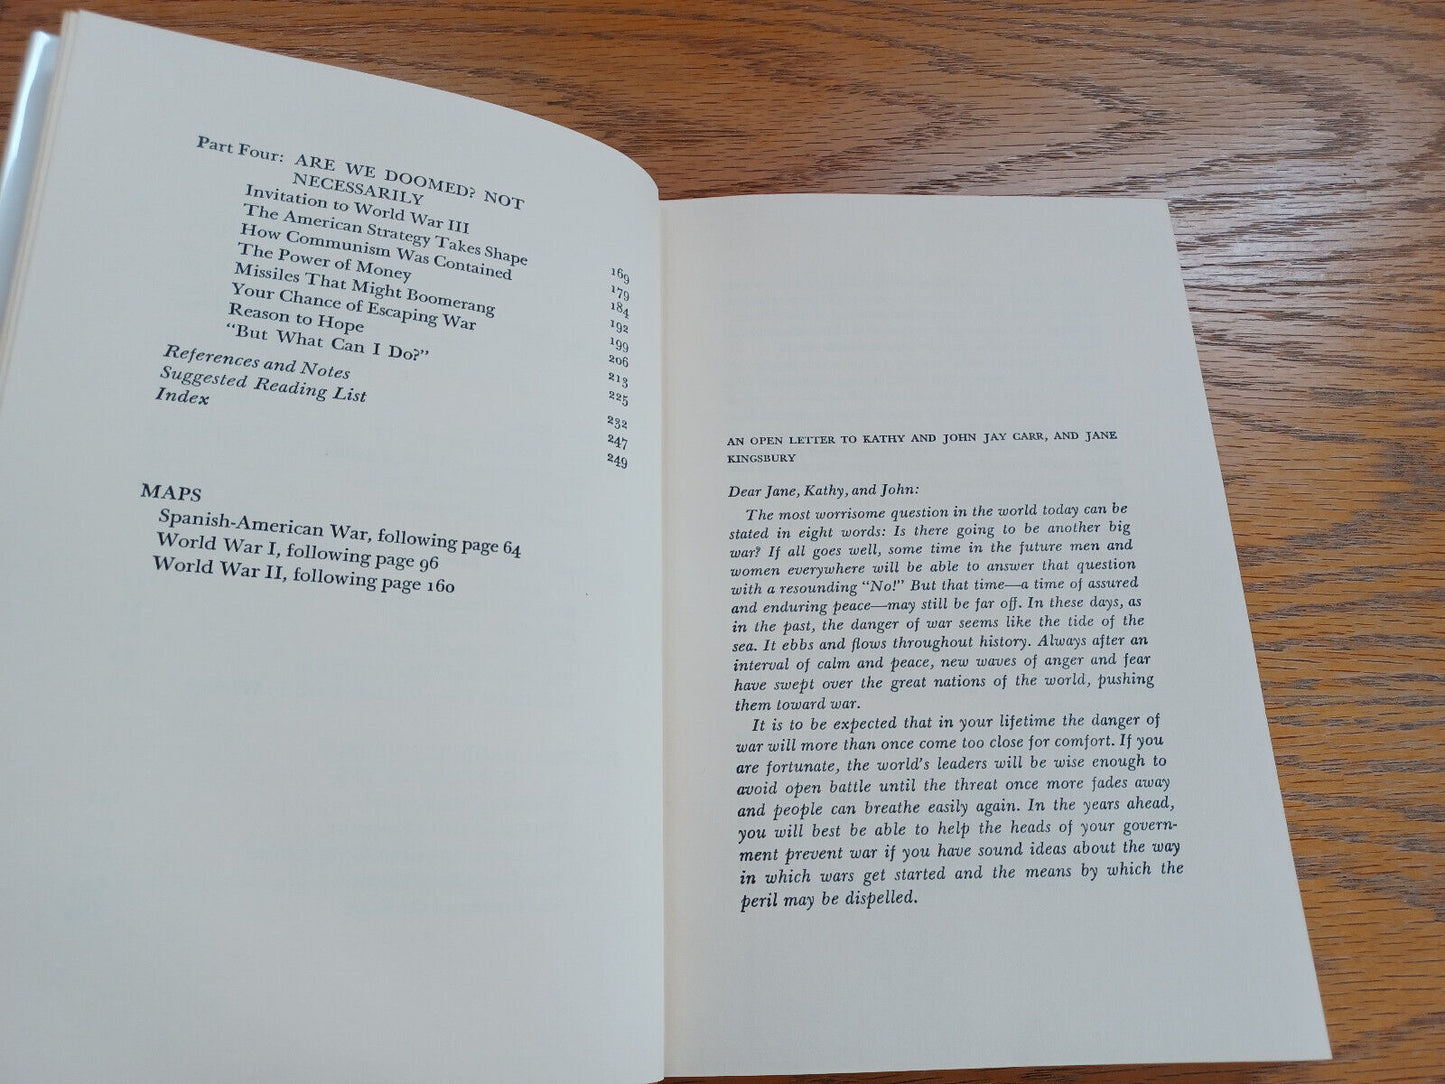 Part Four: ARE WE DOOMED? NOT
NECESSARILY
Invitation to World War III 169
The American Strategy Takes Shape 179
How Communism Was Contained 184
The Power of Money 192
Missiles That Might Boomerang 199
Your Chance of Escaping War 206
Reason to Hope 213
“But What Can I Do?” 225
References and Notes 232
Suggested Reading List 247
Index 249
MAPS
Spanish-American War, following page 64
World War I, following page 96
World War II, following page 160
AN OPEN LETTER TO KATHY AND JOHN JAY CARR, AND JANE
KINGSBURY
Dear Jane, Kathy, and John:
The most worrisome question in the world today can be
stated in eight words: Is there going to be another big
war? If all goes well, some time in the future men and
women everywhere will be able to answer that question
with a resounding “No!” But that time—a time of assured
and enduring peace—may still be far off. In these days, as
in the past, the danger of war seems like the tide of the
sea. It ebbs and flows throughout history. Always after an
interval of calm and peace, new waves of anger and fear
have swept over the great nations of the world, pushing
them toward war.
It is to be expected that in your lifetime the danger of
war will more than once come too close for comfort. If you
are fortunate, the world’s leaders will be wise enough to
avoid open battle until the threat once more fades away
and people can breathe easily again. In the years ahead,
you will best be able to help the heads of your govern-
ment prevent war if you have sound ideas about the way
in which wars get started and the means by which the
peril may be dispelled.